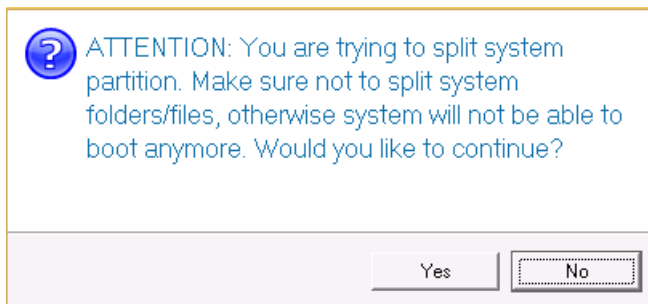 ATTENTION: You are trying to split system
partition. Make sure not to split system
folders/files, otherwise system will not be able to
boot anymore. Would you like to continue?
Yes No